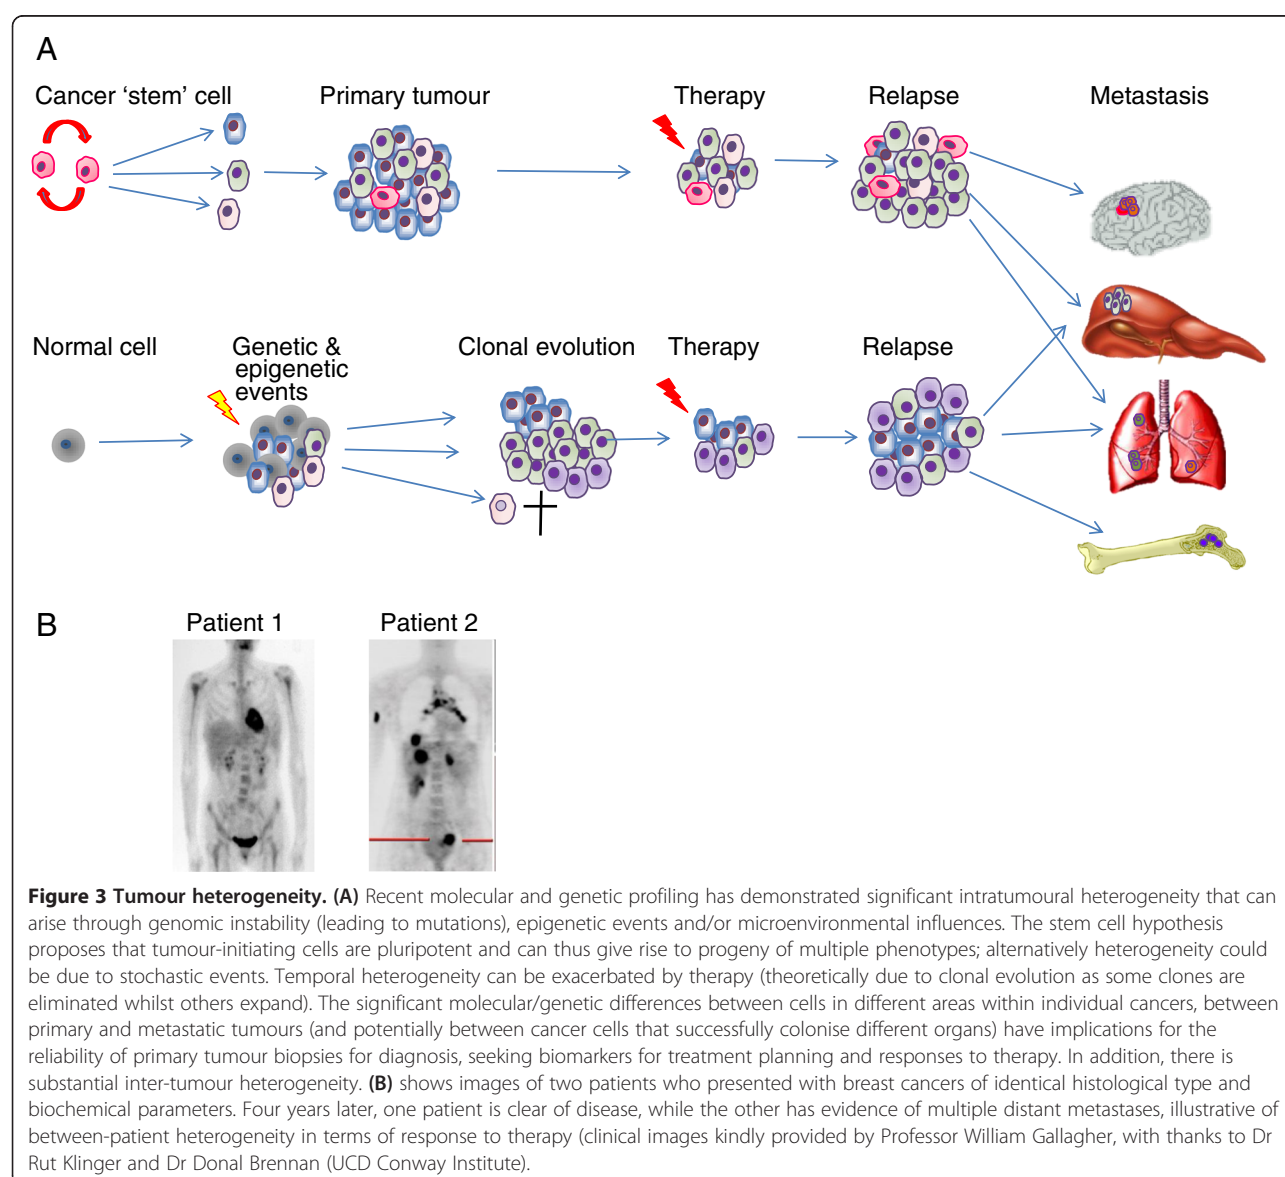 A
Cancer ‘stem’ cell
Primary tumour
Therapy
Relapse
Metastasis
Normal cell
Genetic &
epigenetic
events
Clonal evolution
Therapy
Relapse
B
Patient 1
Patient 2
Figure 3 Tumour heterogeneity. (A) Recent molecular and genetic profiling has demonstrated significant intratumoural heterogeneity that can
arise through genomic instability (leading to mutations), epigenetic events and/or microenvironmental influences. The stem cell hypothesis
proposes that tumour-initiating cells are pluripotent and can thus give rise to progeny of multiple phenotypes; alternatively heterogeneity could
be due to stochastic events. Temporal heterogeneity can be exacerbated by therapy (theoretically due to clonal evolution as some clones are
eliminated whilst others expand). The significant molecular/genetic differences between cells in different areas within individual cancers, between
primary and metastatic tumours (and potentially between cancer cells that successfully colonise different organs) have implications for the
reliability of primary tumour biopsies for diagnosis, seeking biomarkers for treatment planning and responses to therapy. In addition, there is
substantial inter-tumour heterogeneity. (B) shows images of two patients who presented with breast cancers of identical histological type and
biochemical parameters. Four years later, one patient is clear of disease, while the other has evidence of multiple distant metastases, illustrative of
between-patient heterogeneity in terms of response to therapy (clinical images kindly provided by Professor William Gallagher, with thanks to Dr
Rut Klinger and Dr Donal Brennan (UCD Conway Institute).